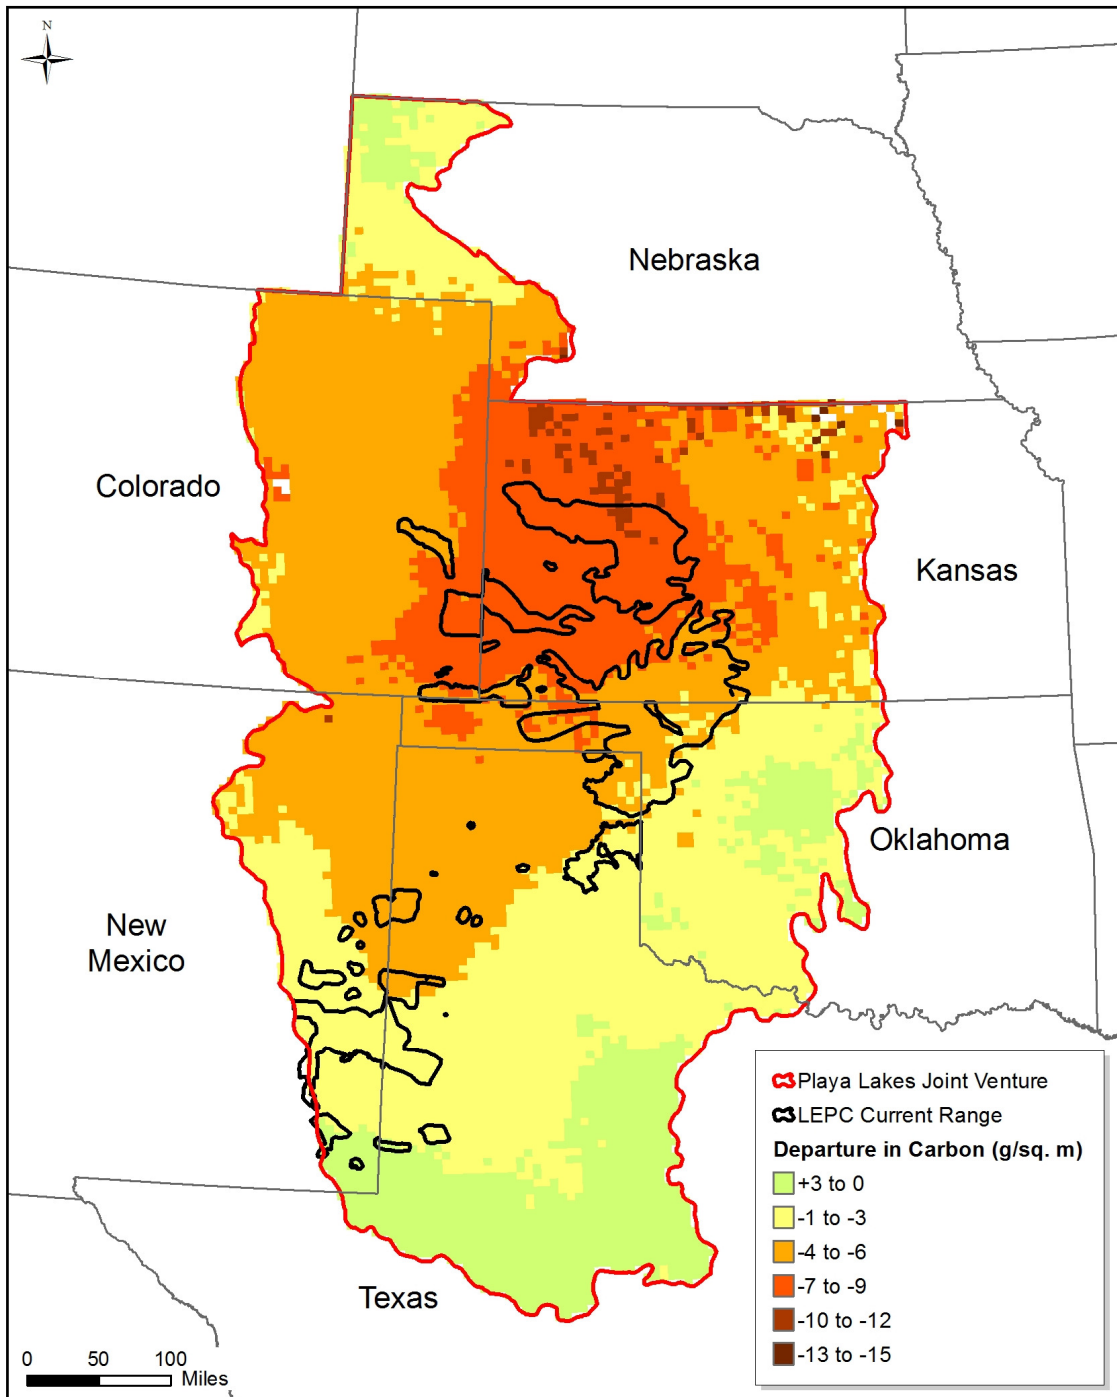 N
Nebraska
Colorado
Kansas
Oklahoma
New
Mexico
Texas
Playa Lakes Joint Venture
LEPC Current Range
Departure in Carbon (g/sq. m)
+3 to 0
-1 to -3
-4 to -6
-7 to -9
-10 to -12
-13 to -15
0 50 100
Miles